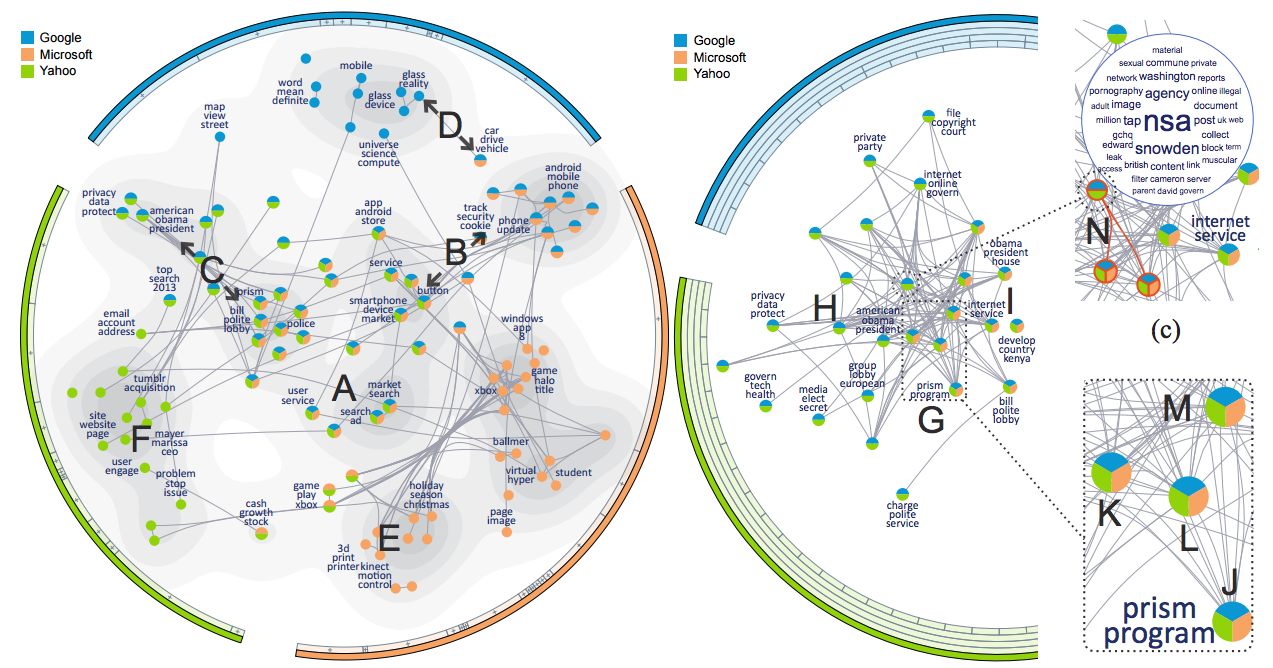 Google
Microsoft
Yahoo
mobile
word
mean
definite
glass
reality
glass
device
D
map
view
street
universe
science
compute
car
drive
vehicle
android
mobile
phone
privacy
data
protect
american
obama
president
app
android
store
track
security
cookie
phone
update
B
C
service
button
top
search
2013
prism
bill
polite
lobby
police
smartphone
device
market
windows
app
8
email
account
address
tumblr
acquisition
A
user
service
market
search
search
ad
xbox
game
halo
title
site
website
page
F
mayer
marissa
ceo
user
engage
problem
stop
issue
ballmer
virtual
hyper
student
cash
growth
stock
game
play
xbox
holiday
season
christmas
page
image
E
3d
print
printer
kinect
motion
control
Google
Microsoft
Yahoo
file
copyright
court
private
party
internet
online
govern
obama
president
house
H
I
privacy
data
protect
american
obama
president
internet
service
develop
country
kenya
group
lobby
european
govern
tech
health
media
elect
secret
prism
program
G
bill
polite
lobby
charge
polite
service
material
sexual commune private
network washington reports
pornography agency online illegal
adult image document
million tap nsa post uk web
gchq collect
edward snowden block term
leak muscular
access british content link
filter cameron server
parent david govern
N
internet
service
(c)
M
K
L
J
prism
program